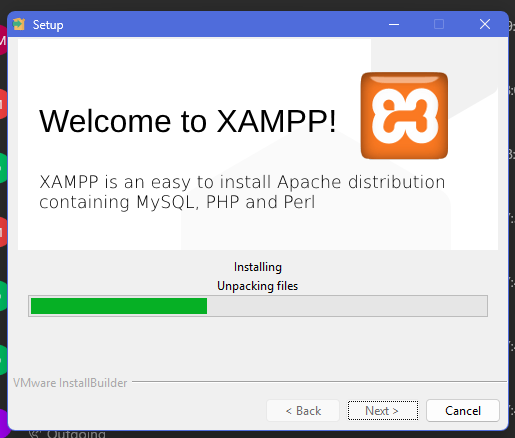 Setup
Welcome to XAMPP!
XAMPP is an easy to install Apache distribution
containing MySQL, PHP and Perl
Installing
Unpacking files
VMware InstallBuilder
< Back
Next >
Cancel
Outgoing